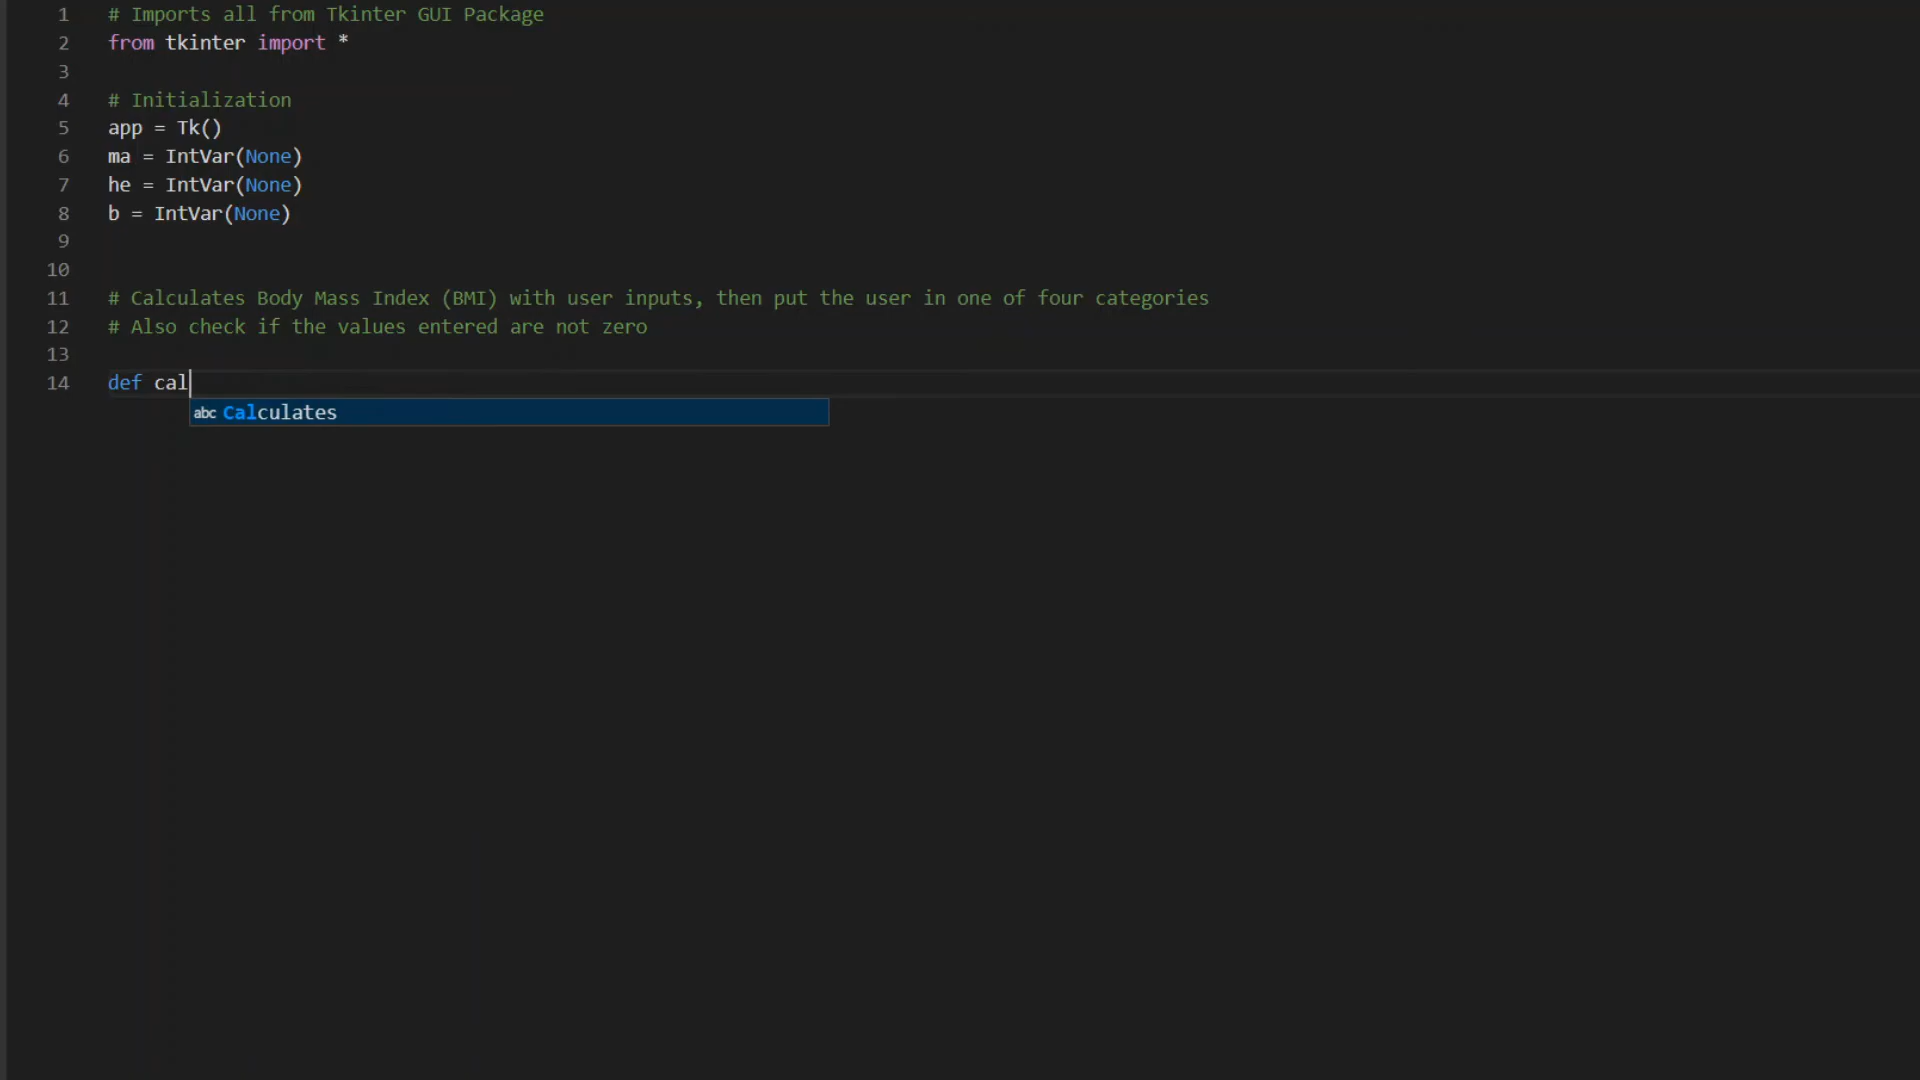 1 # Imports all from Tkinter GUI Package
2 from tkinter import *
3
4 # Initialization
5 app = Tk()
6 ma = IntVar(None)
7 he = IntVar(None)
8 b = IntVar(None)
9
10
11 # Calculates Body Mass Index (BMI) with user inputs, then put the user in one of four categories
12 # Also check if the values entered are not zero
13
14 def cal
abc Calculates